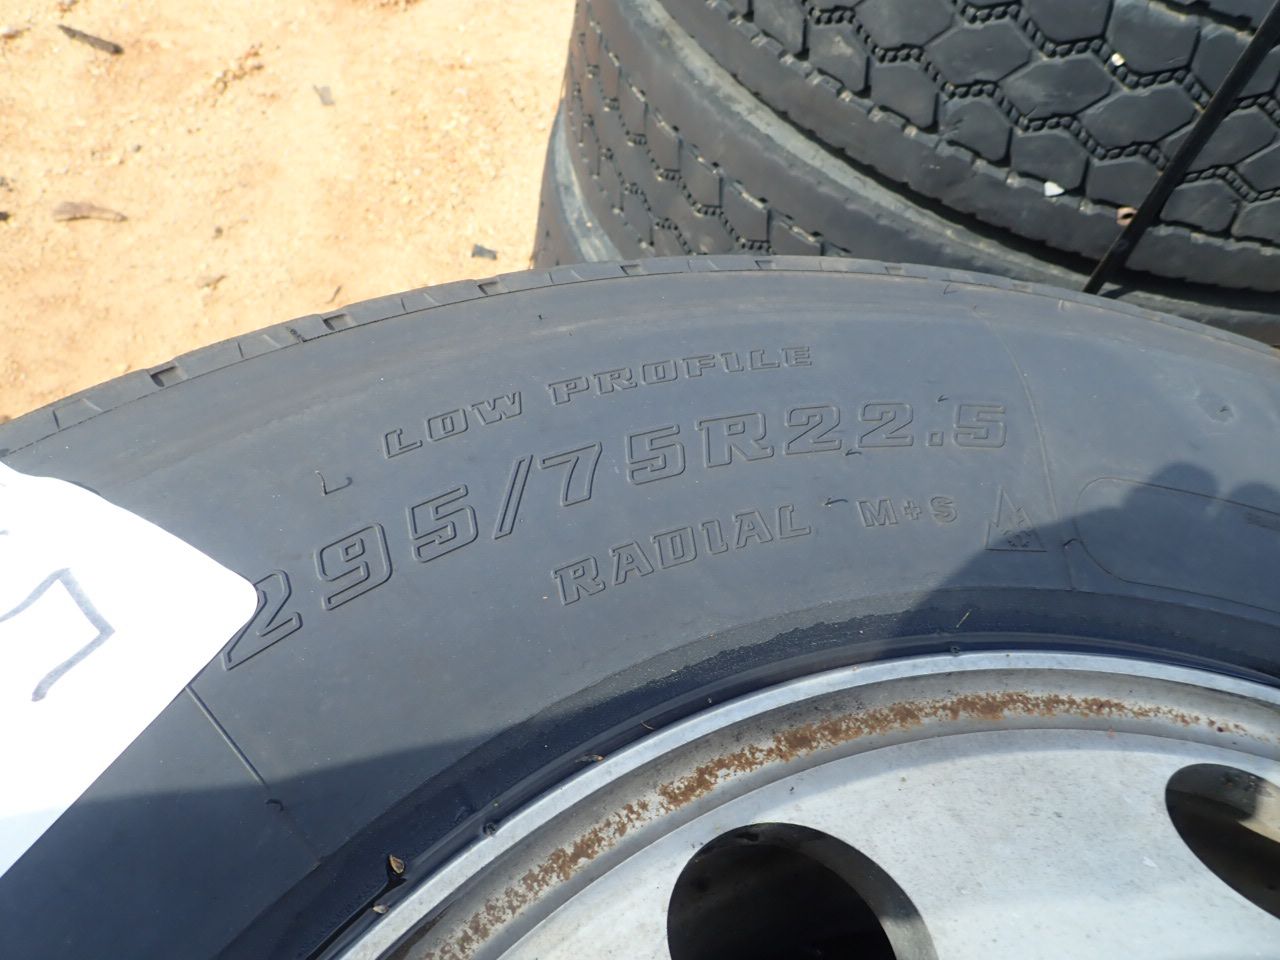 LOW PROFILE
295/75R22.5
RADIAL M+S